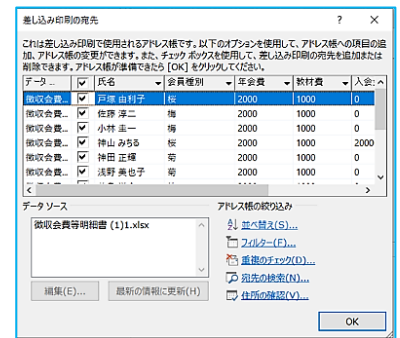 差し込み印刷の宛先
? ×
これは差し込み印刷で使用されるアドレス帳です。以下のオプションを使用して、アドレス帳への項目の追
加、アドレス帳の変更ができます。また、チェック ボックスを使用して、差し込み印刷の宛先を追加または
削除できます。アドレス帳が準備できたら [OK] をクリックしてください。
データ ... 氏名 会員種別 年会費 教材費 入会:
徴収会費... 戸塚 由利子 桜 2000 1000 0
徴収会費... 佐藤 淳二 梅 2000 1000 0
徴収会費... 小林 圭一 梅 2000 1000 0
徴収会費... 神山 みちる 桜 2000 1000 2000
徴収会費... 神田 正輝 菊 2000 1000 0
徴収会費... 浅野 美也子 菊 2000 1000 0
データ ソース
徴収会費等明細書 (1)1.xlsx
編集(E)... 最新の情報に更新(H)
アドレス帳の絞り込み
並べ替え(S)...
フィルター(F)...
重複のチェック(D)...
宛先の検索(N)...
住所の確認(V)...
OK